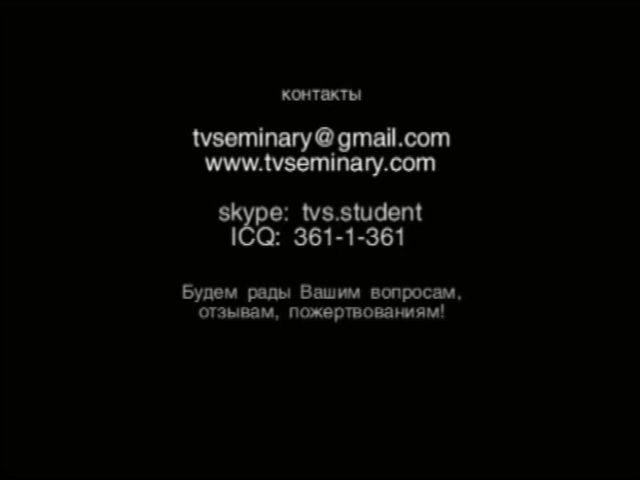 контакты
tvseminary@gmail.com
www.tvseminary.com
skype: tvs.student
ICQ: 361-1-361
Будем рады Вашим вопросам,
отзывам, пожертвованиям!